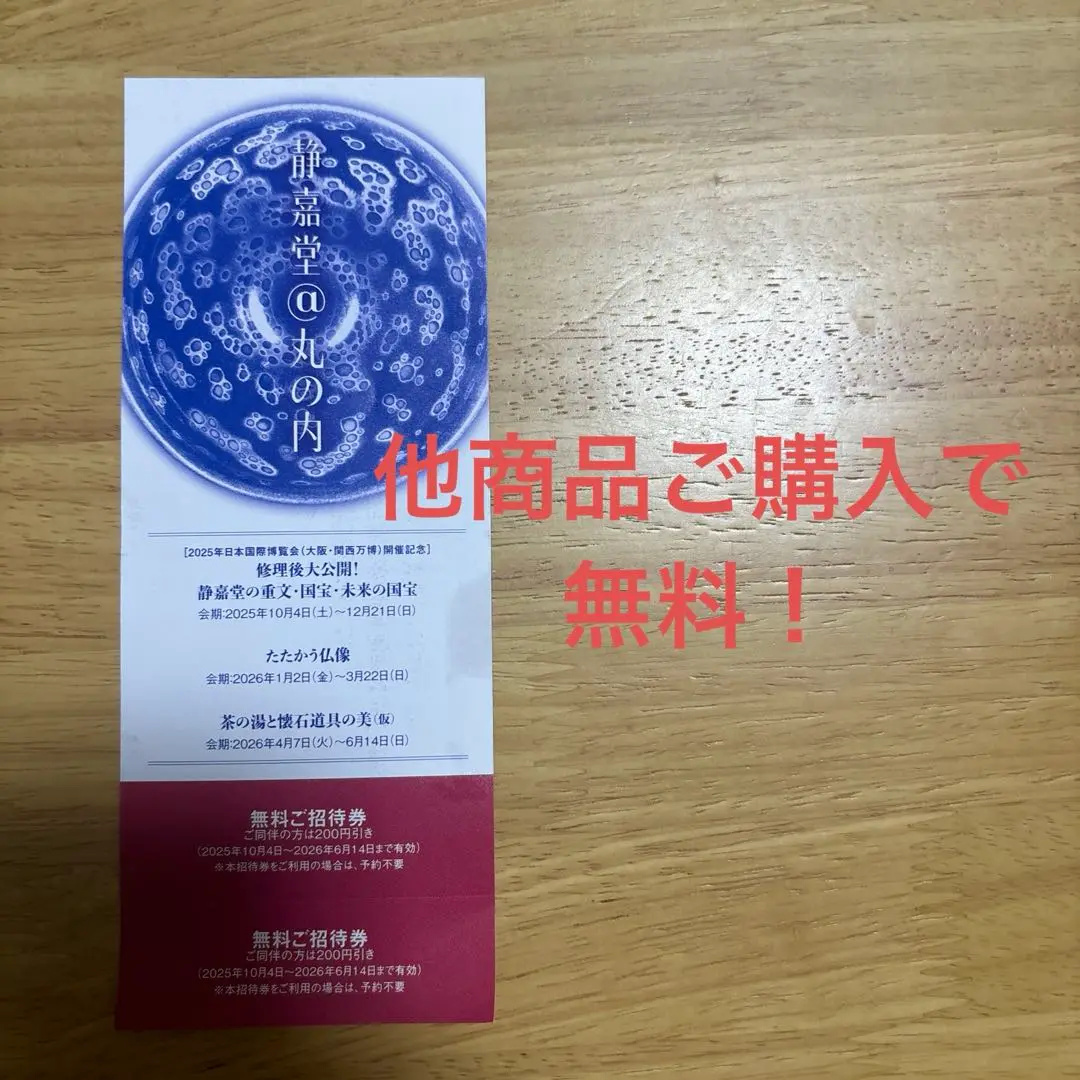 静嘉堂@丸の内
他商品ご購入で
無料！
[2025年日本国際博覧会(大阪・関西万博)開催記念]
修理後大公開!
静嘉堂の重文・国宝・未来の国宝
会期:2025年10月4日(土)～12月21日(日)
たたかう仏像
会期:2026年1月2日(金)～3月22日(日)
茶の湯と懐石道具の美(仮)
会期:2026年4月7日(火)～6月14日(日)
無料ご招待券
ご同伴の方は200円引き
(2025年10月4日～2026年6月14日まで有効)
※本招待券をご利用の場合は、予約不要
無料ご招待券
ご同伴の方は200円引き
(2025年10月4日～2026年6月14日まで有効)
※本招待券をご利用の場合は、予約不要